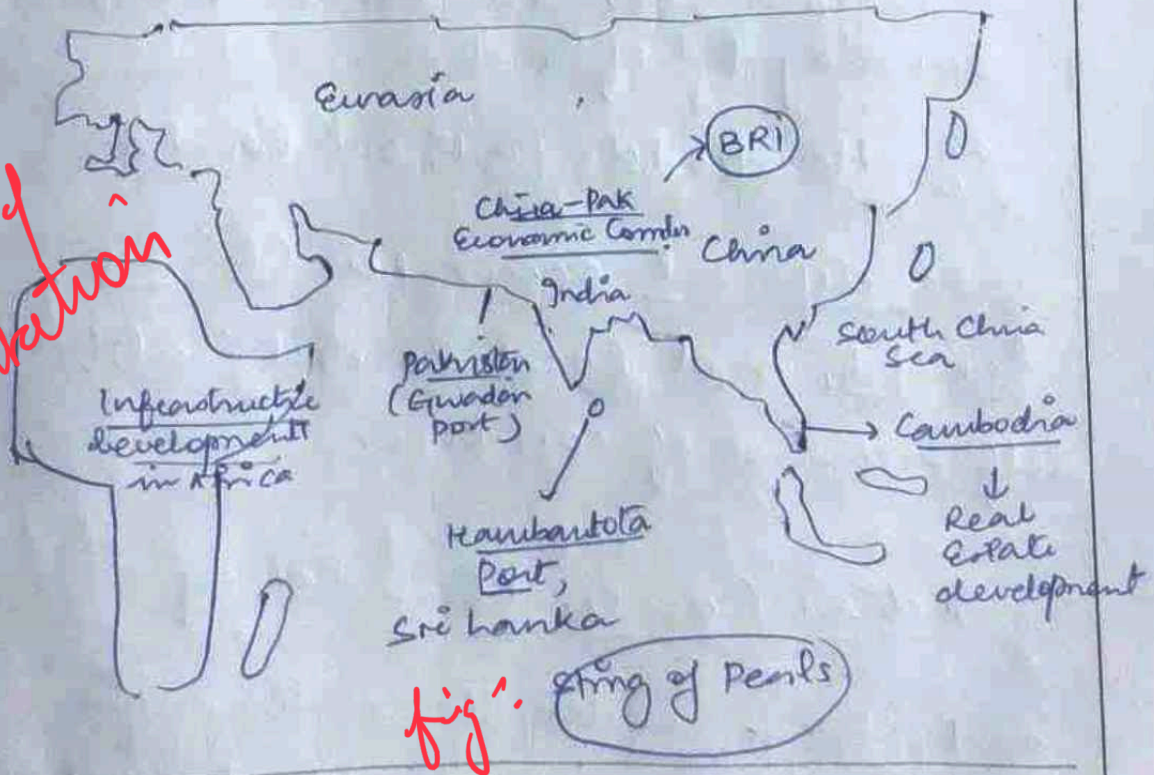 Eurasia
BRI
China-Pak
Economic Corridor
China
India
South China
Sea
Pakistan
(Gwadar
port)
Infrastructure
development
in Africa
Cambodia
↓
Real
Estate
development
Hambantota
Port,
Sri Lanka
fig:
String of Pearls